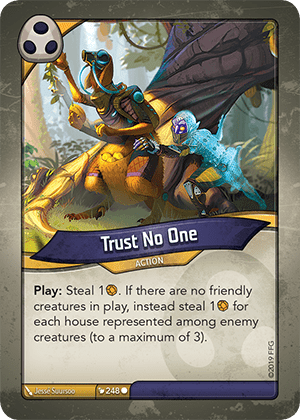 Trust No One
ACTION
Play: Steal 1. If there are no friendly
creatures in play, instead steal 1 for
each house represented among enemy
creatures (to a maximum of 3).
©2019 FFG
Jessé Suursoo
248